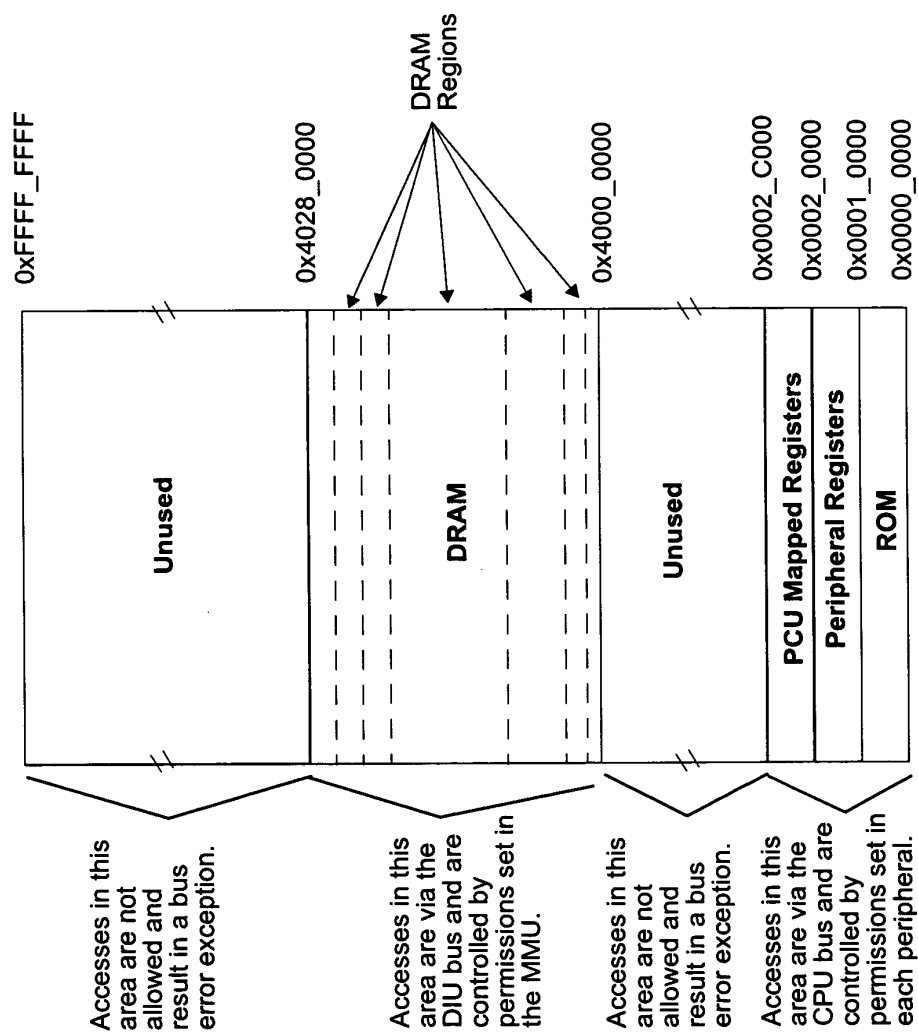 0xFFFF_FFFF
0x4028_0000
DRAM
Regions
0x4000_0000
0x0002_C000
0x0002_0000
0x0001_0000
0x0000_0000
Unused
DRAM
Unused
PCU Mapped Registers
Peripheral Registers
ROM
Accesses in this
area are not
allowed and
result in a bus
error exception.
Accesses in this
area are via the
DIU bus and are
controlled by
permissions set in
the MMU.
Accesses in this
area are not
allowed and
result in a bus
error exception.
Accesses in this
area are via the
CPU bus and are
controlled by
permissions set in
each peripheral.